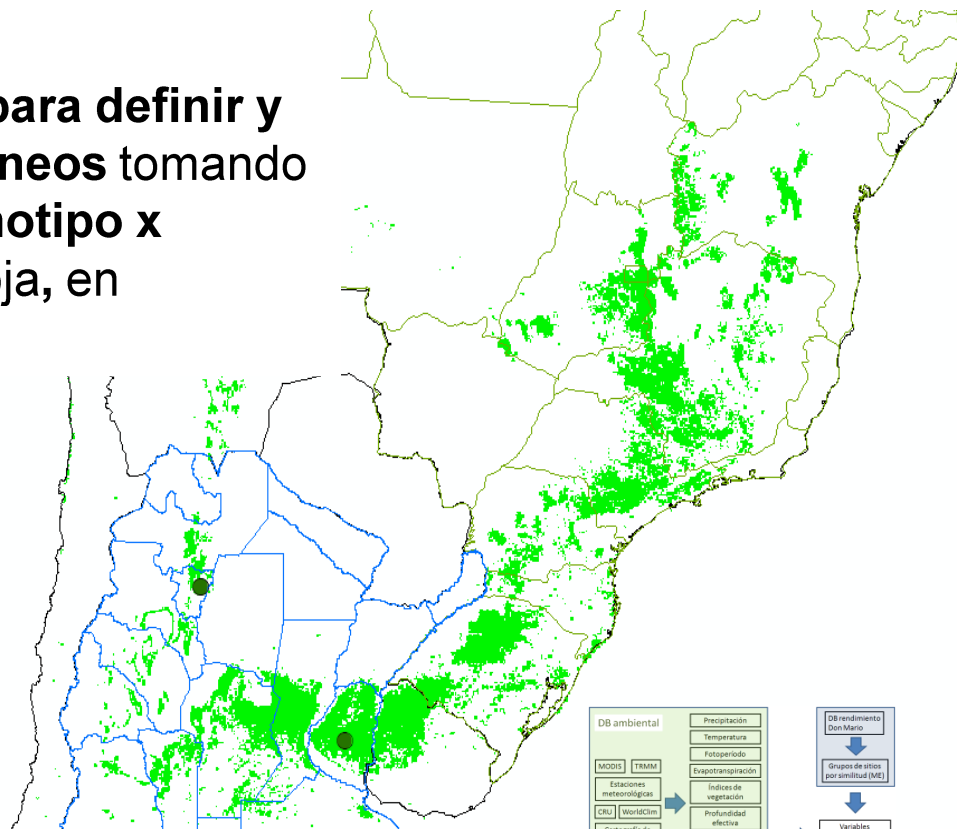 para definir y
neos tomando
notipo x
ja, en
DB ambiental
MODIS
TRMM
Estaciones
meteorológicas
CRU
WorldClim
Precipitación
Temperatura
Fotoperíodo
Evapotranspiración
Índices de
vegetación
Profundidad
efectiva
DB rendimiento
Don Mario
Grupos de sitios
por similitud (ME)
Variables